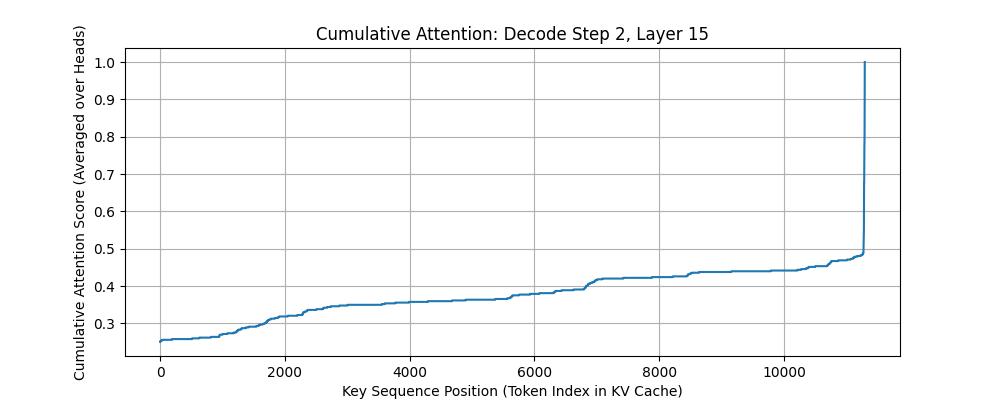 Cumulative Attention: Decode Step 2, Layer 15
Cumulative Attention Score (Averaged over Heads)
1.0
0.9
0.8
0.7
0.6
0.5
0.4
0.3
0 2000 4000 6000 8000 10000
Key Sequence Position (Token Index in KV Cache)